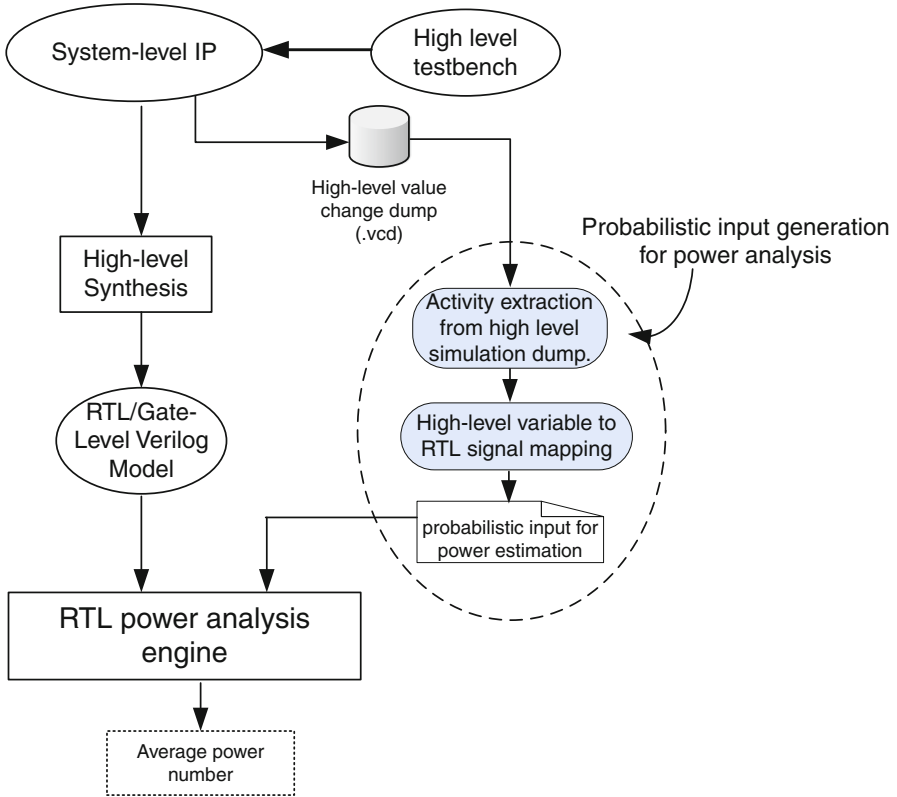 System-level IP
High level
testbench
High-level value
change dump
(.vcd)
Probabilistic input generation
for power analysis
High-level
Synthesis
Activity extraction
from high level
simulation dump.
RTL/Gate-
Level Verilog
Model
High-level variable to
RTL signal mapping
probabilistic input for
power estimation
RTL power analysis
engine
Average power
number